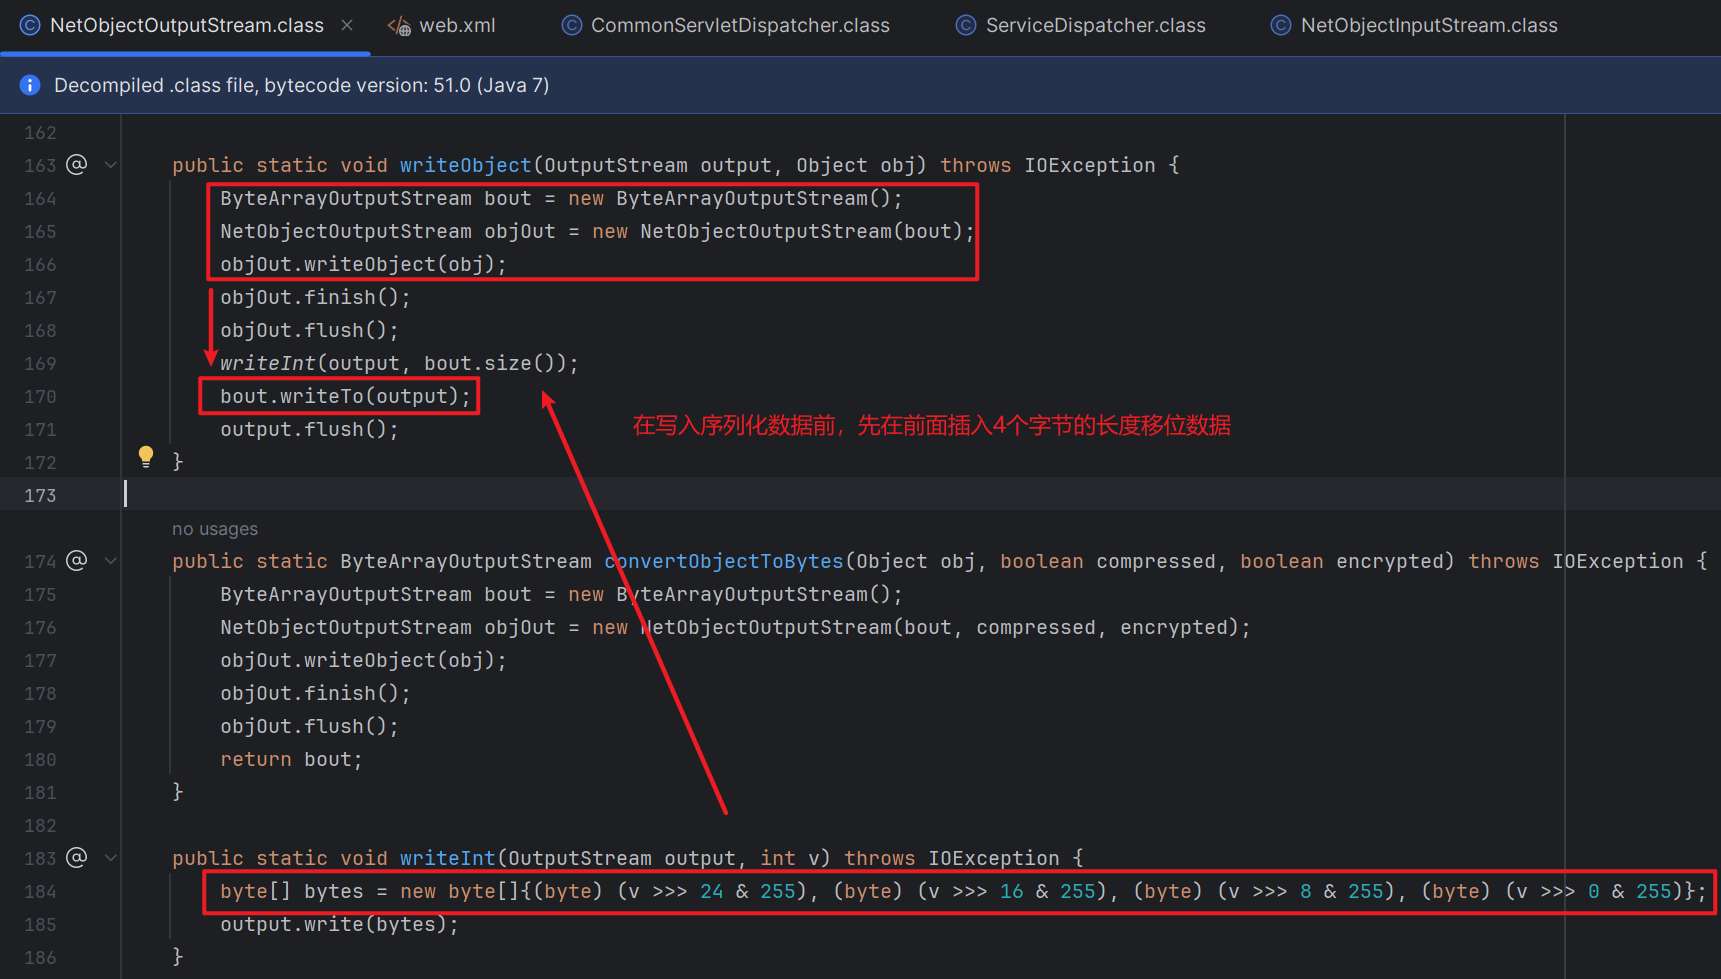 NetObjectOutputStream.class × web.xml CommonServletDispatcher.class ServiceDispatcher.class NetObjectInputStream.class
Decompiled .class file, bytecode version: 51.0 (Java 7)
162
163 public static void writeObject(OutputStream output, Object obj) throws IOException {
164 ByteArrayOutputStream bout = new ByteArrayOutputStream();
165 NetObjectOutputStream objOut = new NetObjectOutputStream(bout);
166 objOut.writeObject(obj);
167 objOut.finish();
168 objOut.flush();
169 writeInt(output, bout.size());
170 bout.writeTo(output);
在写入序列化数据前，先在前面插入4个字节的长度移位数据
171 output.flush();
172 }
173
no usages
174 public static ByteArrayOutputStream convertObjectToBytes(Object obj, boolean compressed, boolean encrypted) throws IOException {
175 ByteArrayOutputStream bout = new ByteArrayOutputStream();
176 NetObjectOutputStream objOut = new NetObjectOutputStream(bout, compressed, encrypted);
177 objOut.writeObject(obj);
178 objOut.finish();
179 objOut.flush();
180 return bout;
181 }
182
183 public static void writeInt(OutputStream output, int v) throws IOException {
184 byte[] bytes = new byte[]{(byte) (v >>> 24 & 255), (byte) (v >>> 16 & 255), (byte) (v >>> 8 & 255), (byte) (v >>> 0 & 255)};
185 output.write(bytes);
186 }